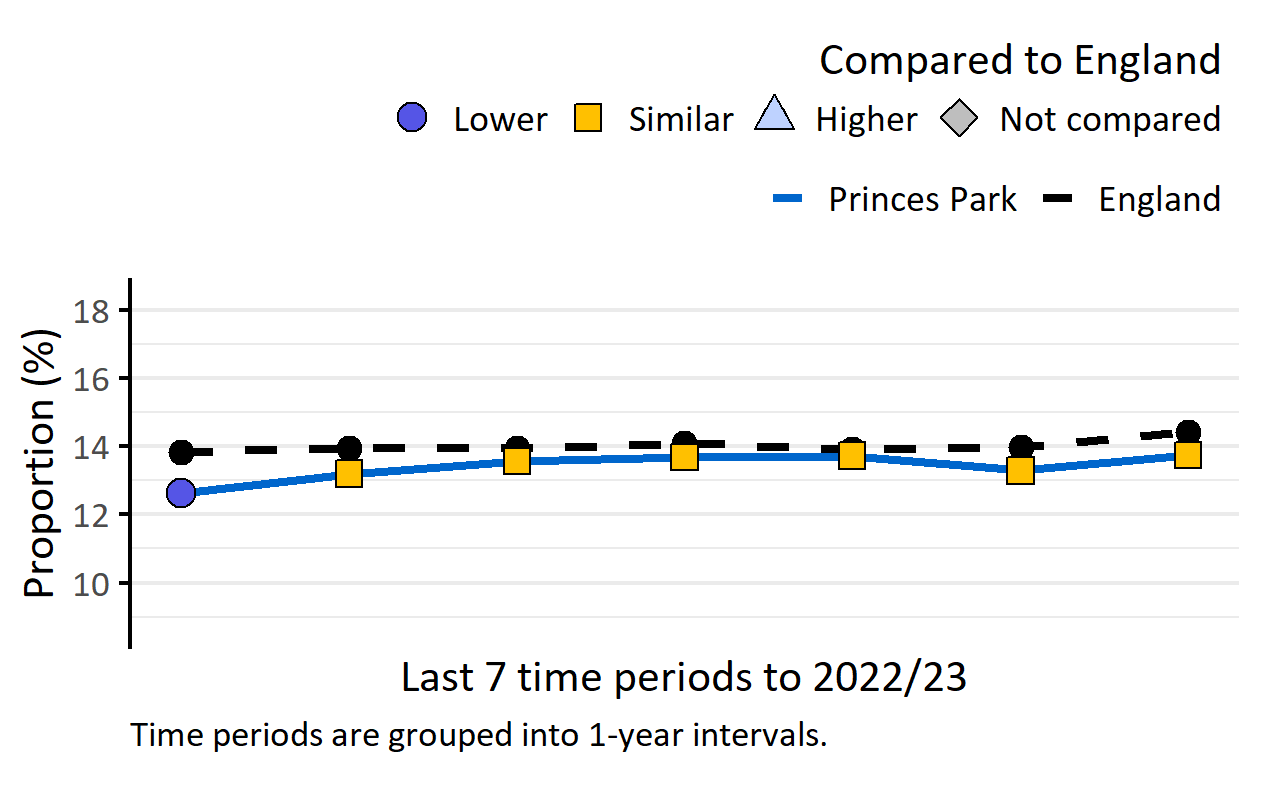 Compared to England
Lower Similar Higher Not compared
Princes Park England
Proportion (%)
18
16
14
12
10
Last 7 time periods to 2022/23
Time periods are grouped into 1-year intervals.